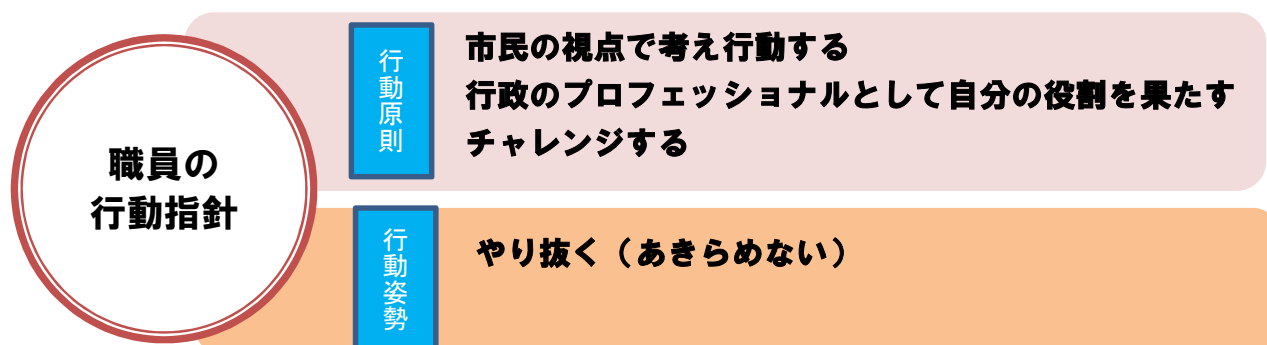 職員の
行動指針
行動原則
市民の視点で考え行動する
行政のプロフェッショナルとして自分の役割を果たす
チャレンジする
行動姿勢
やり抜く（あきらめない）